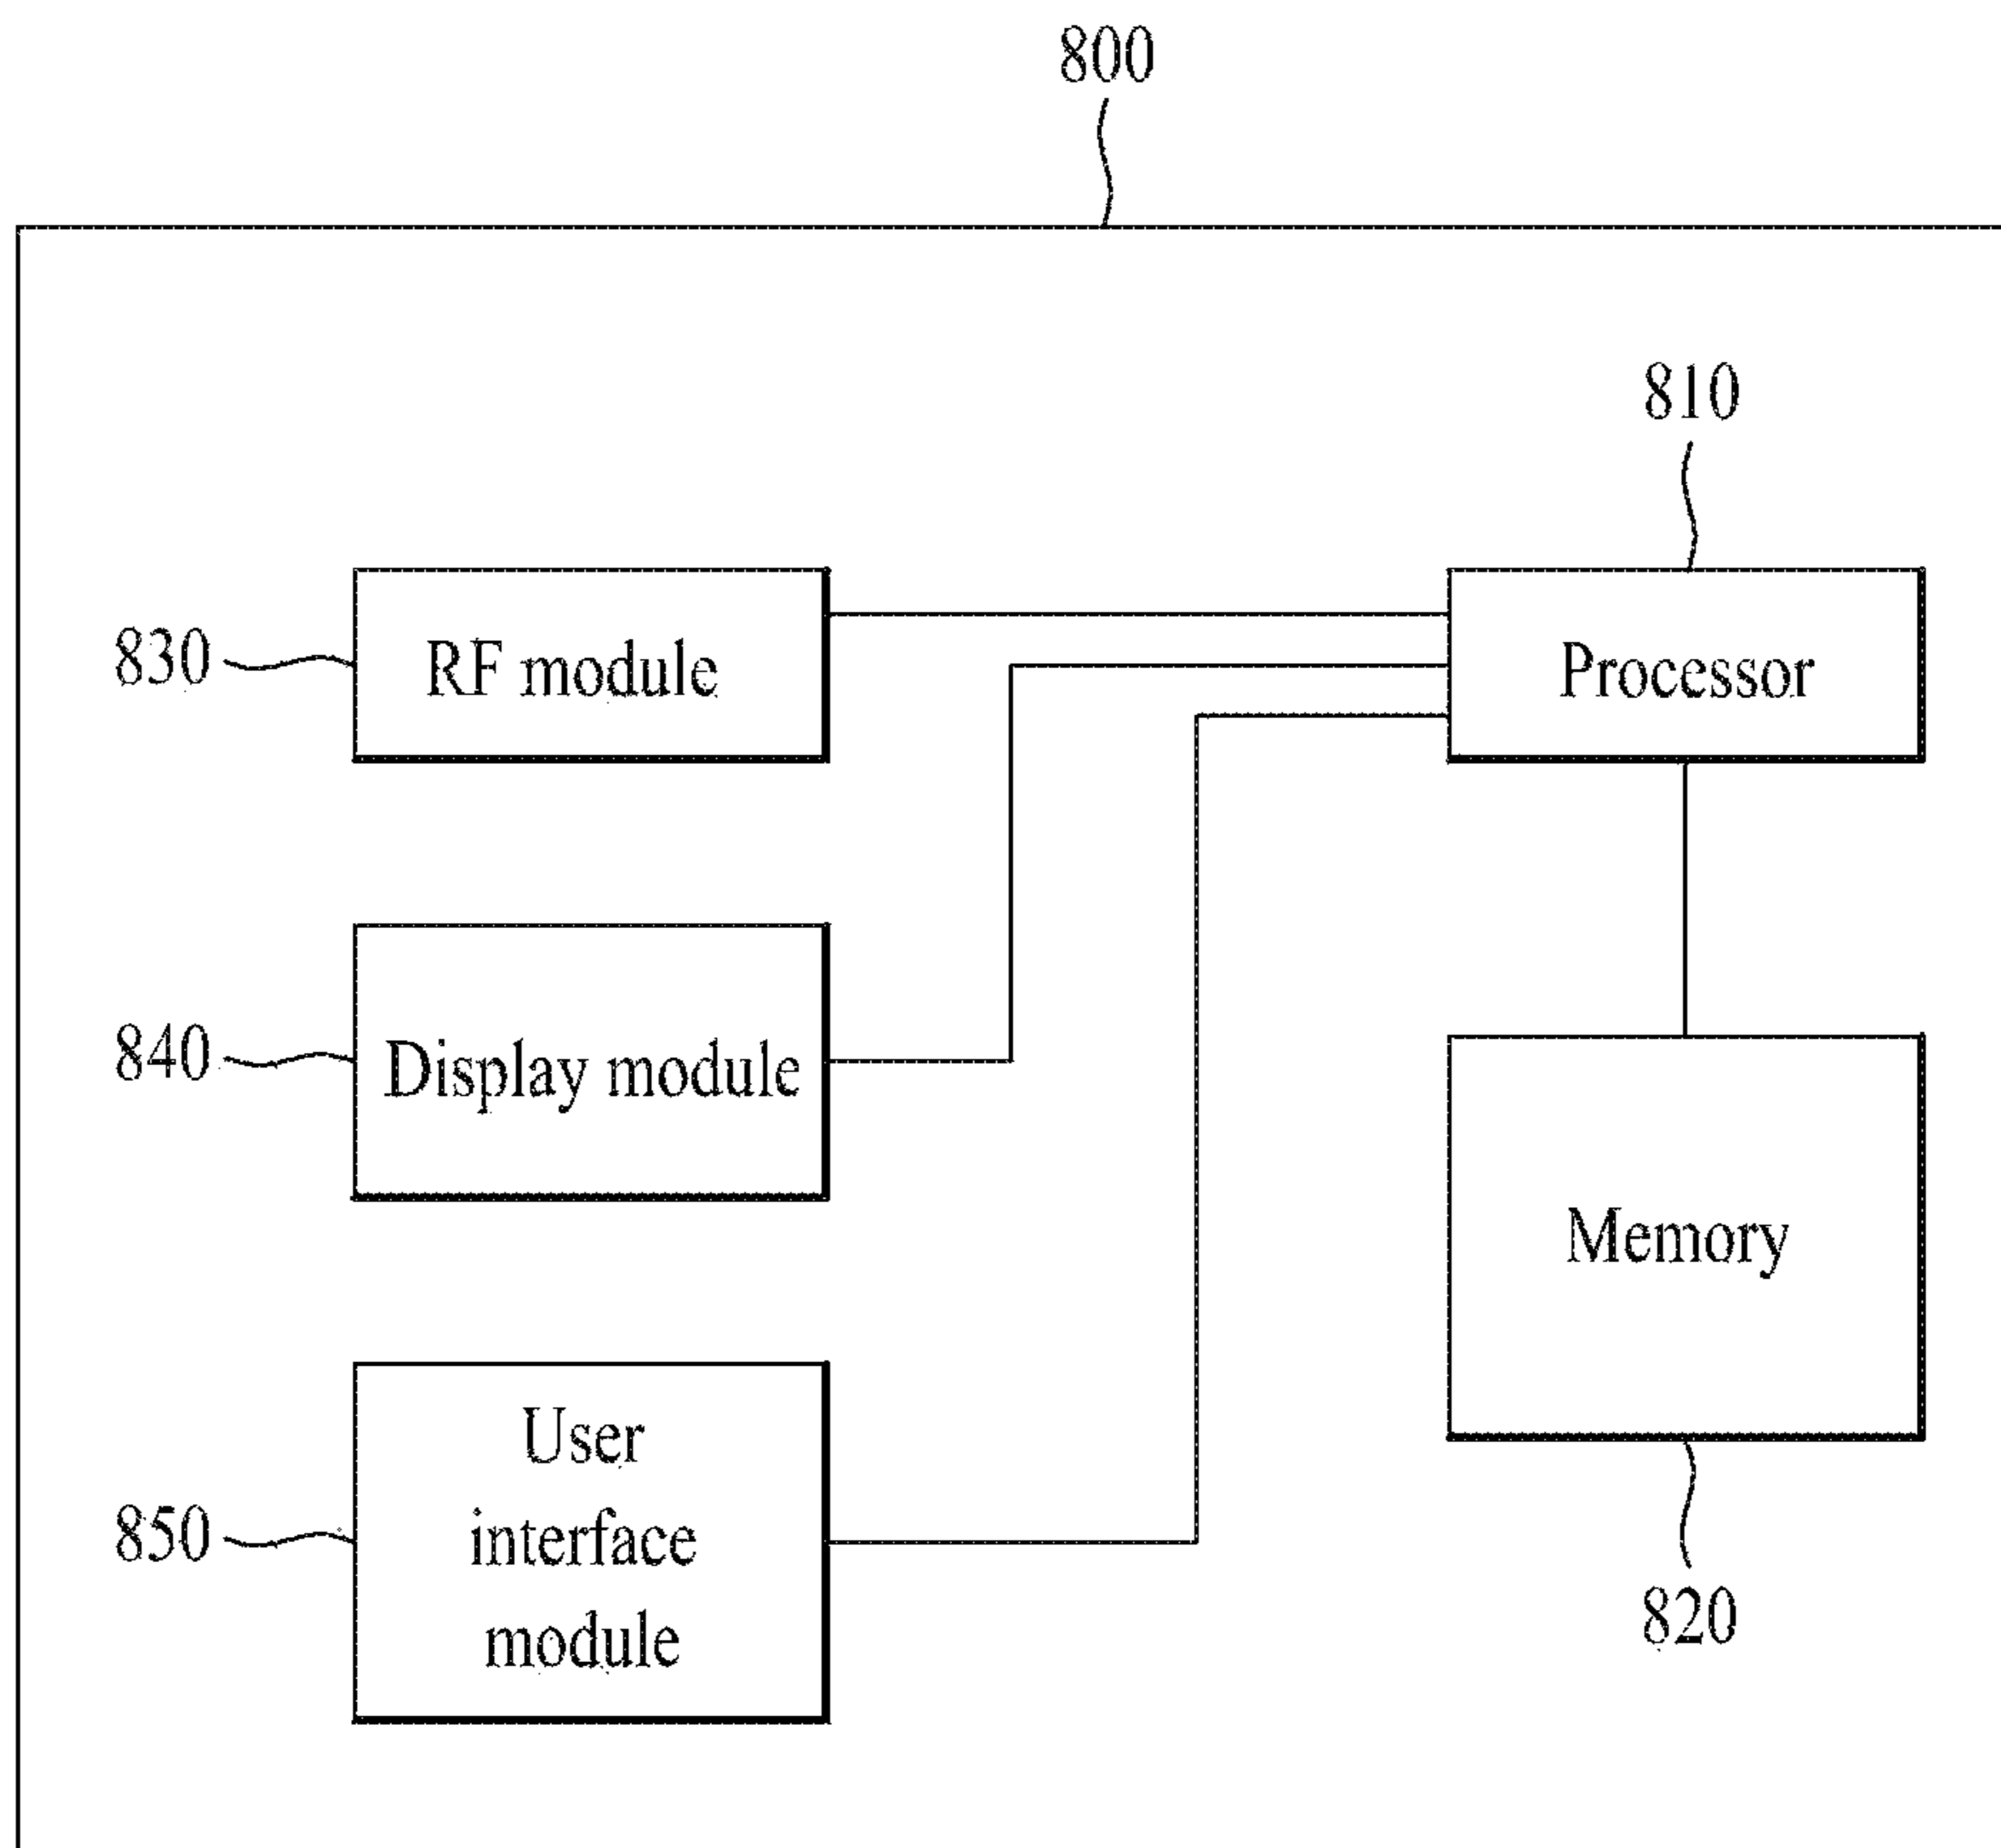 800
810
830
RF module
Processor
840
Display module
Memory
850
User
interface
module
820